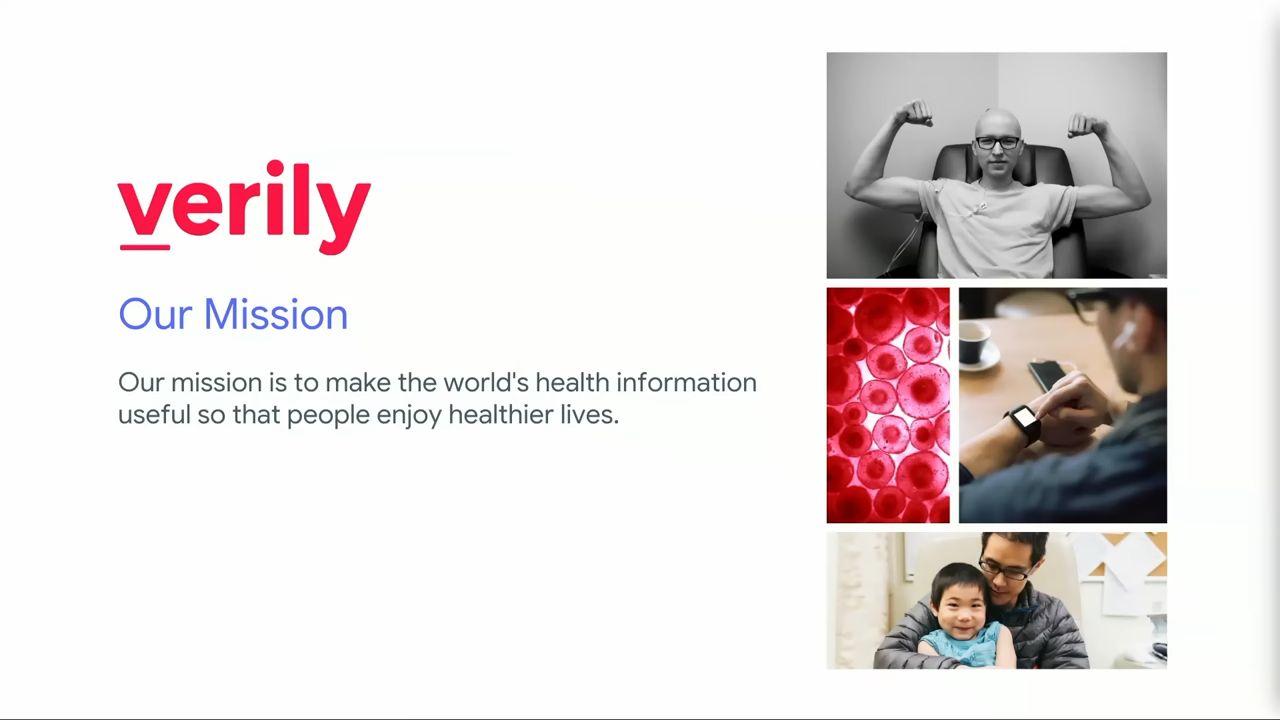 verily
Our Mission
Our mission is to make the world's health information
useful so that people enjoy healthier lives.